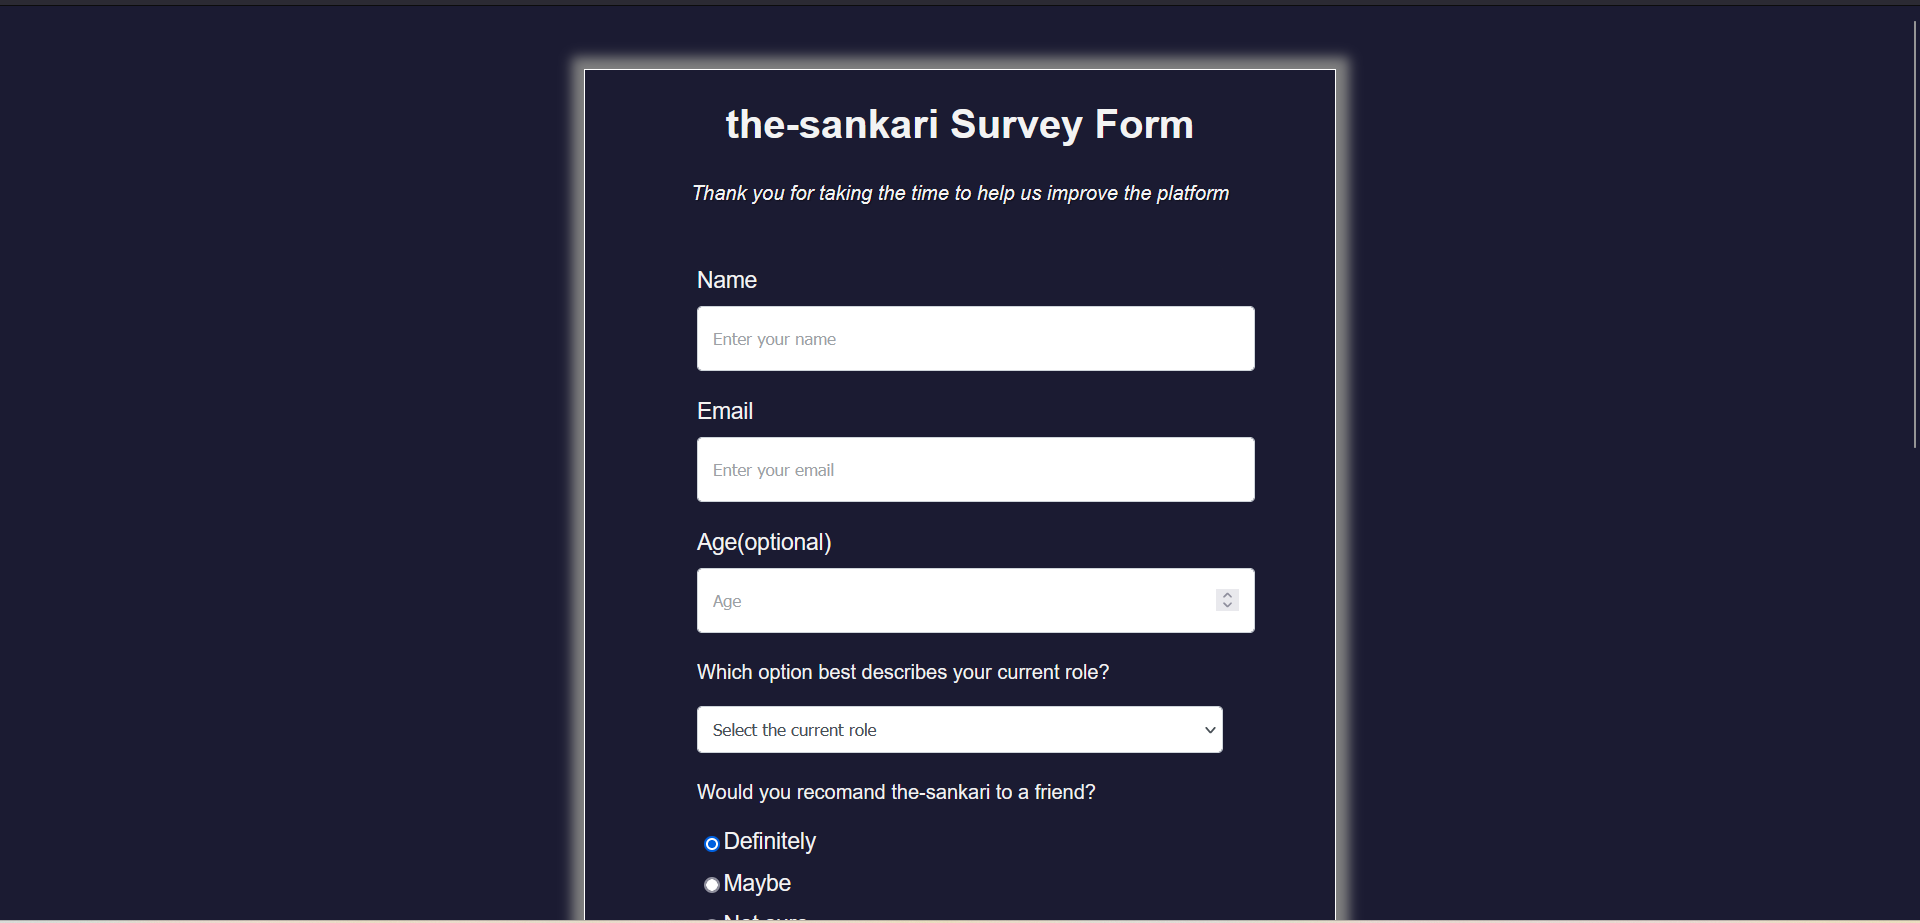 the-sankari Survey Form
Thank you for taking the time to help us improve the platform
Name
Enter your name
Email
Enter your email
Age(optional)
Age
Which option best describes your current role?
Select the current role
Would you recomand the-sankari to a friend?
Definitely
Maybe
Not sure